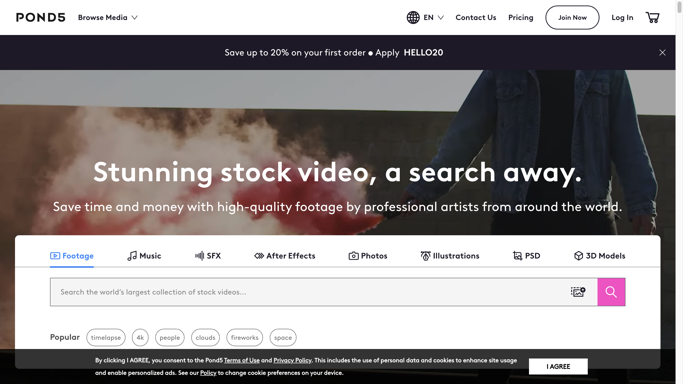 POND5 Browse Media EN Contact Us Pricing Join Now Log In
Save up to 20% on your first order ● Apply HELLO20
Stunning stock video, a search away.
Save time and money with high-quality footage by professional artists from around the world.
Footage Music SFX After Effects Photos Illustrations PSD 3D Models
Search the world's largest collection of stock videos...
Popular timelapse 4k people clouds fireworks space
By clicking I AGREE, you consent to the Pond5 Terms of Use and Privacy Policy. This includes the use of personal data and cookies to enhance site usage
and enable personalized ads. See our Policy to change cookie preferences on your device.
I AGREE